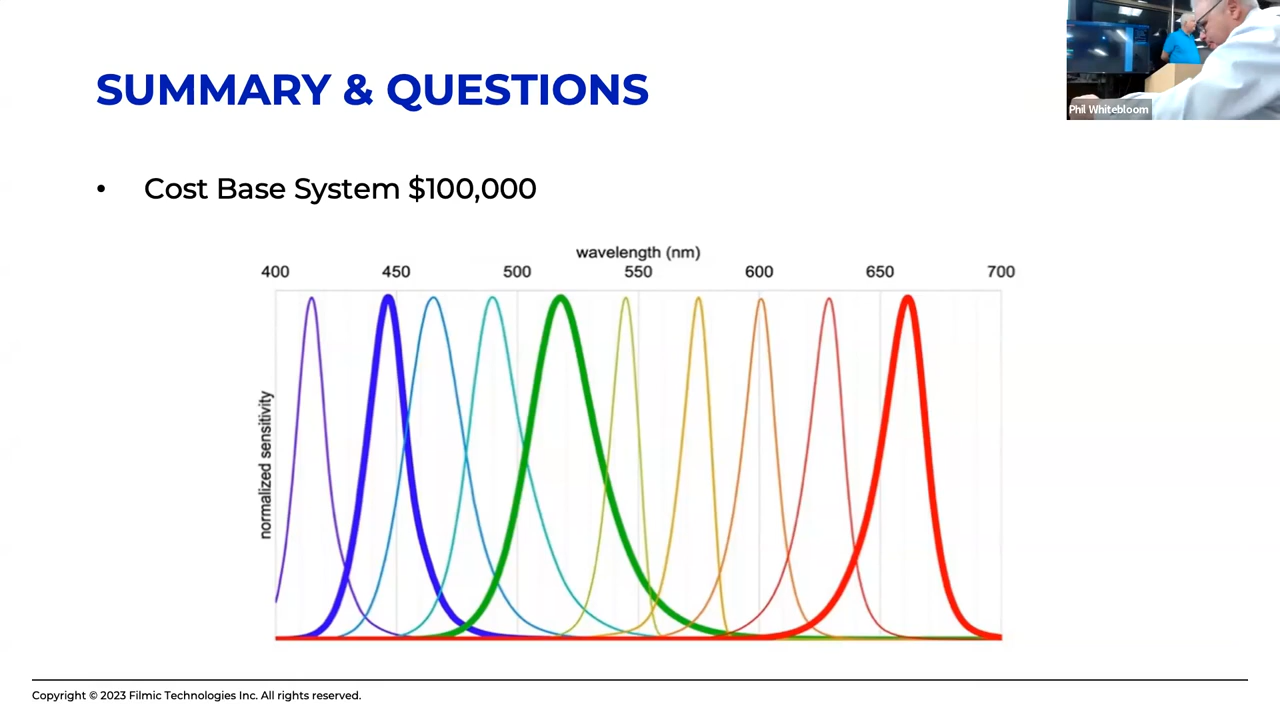 SUMMARY & QUESTIONS
Phil Whitebloom
• Cost Base System $100,000
wavelength (nm)
400 450 500 550 600 650 700
normalized sensitivity
Copyright © 2023 Filmic Technologies Inc. All rights reserved.